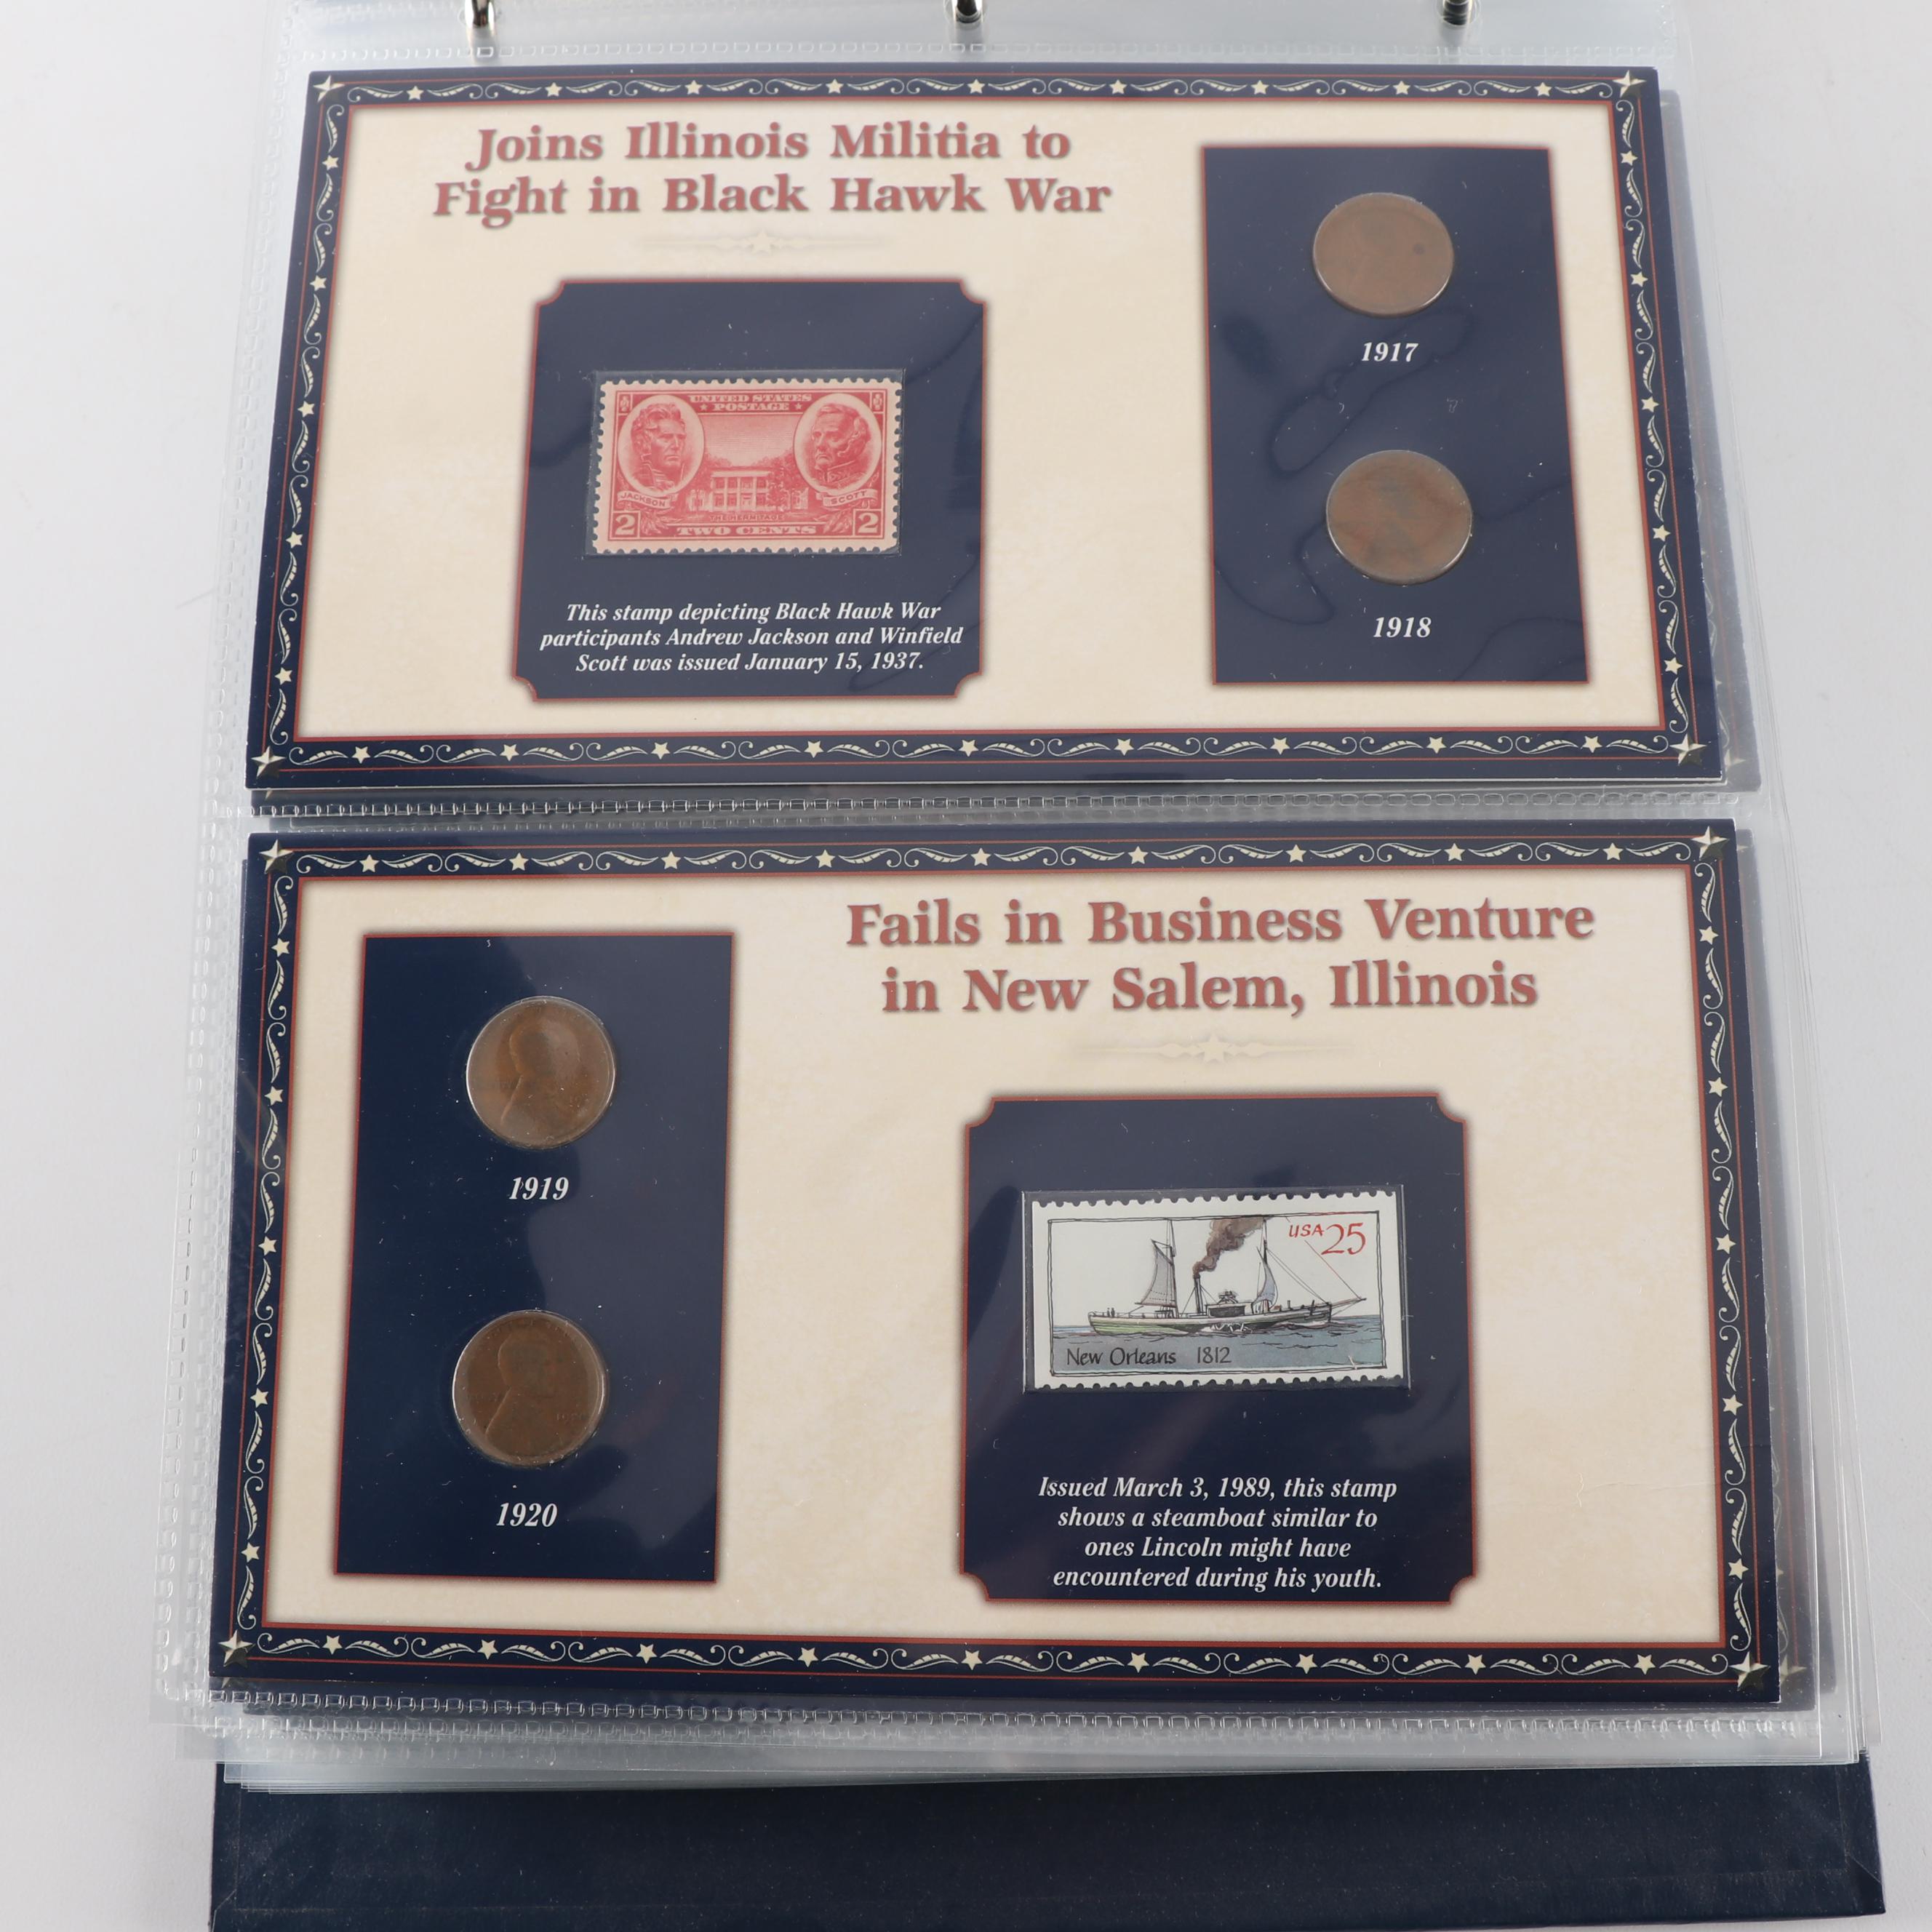 Joins Illinois Militia to
Fight in Black Hawk War
UNITED STATES
POSTAGE
JACKSON
SCOTT
THE HERMITAGE
2 TWO CENTS 2
This stamp depicting Black Hawk War
participants Andrew Jackson and Winfield
Scott was issued January 15, 1937.
1917
1918
Fails in Business Venture
in New Salem, Illinois
1919
1920
USA 25
New Orleans 1812
Issued March 3, 1989, this stamp
shows a steamboat similar to
ones Lincoln might have
encountered during his youth.